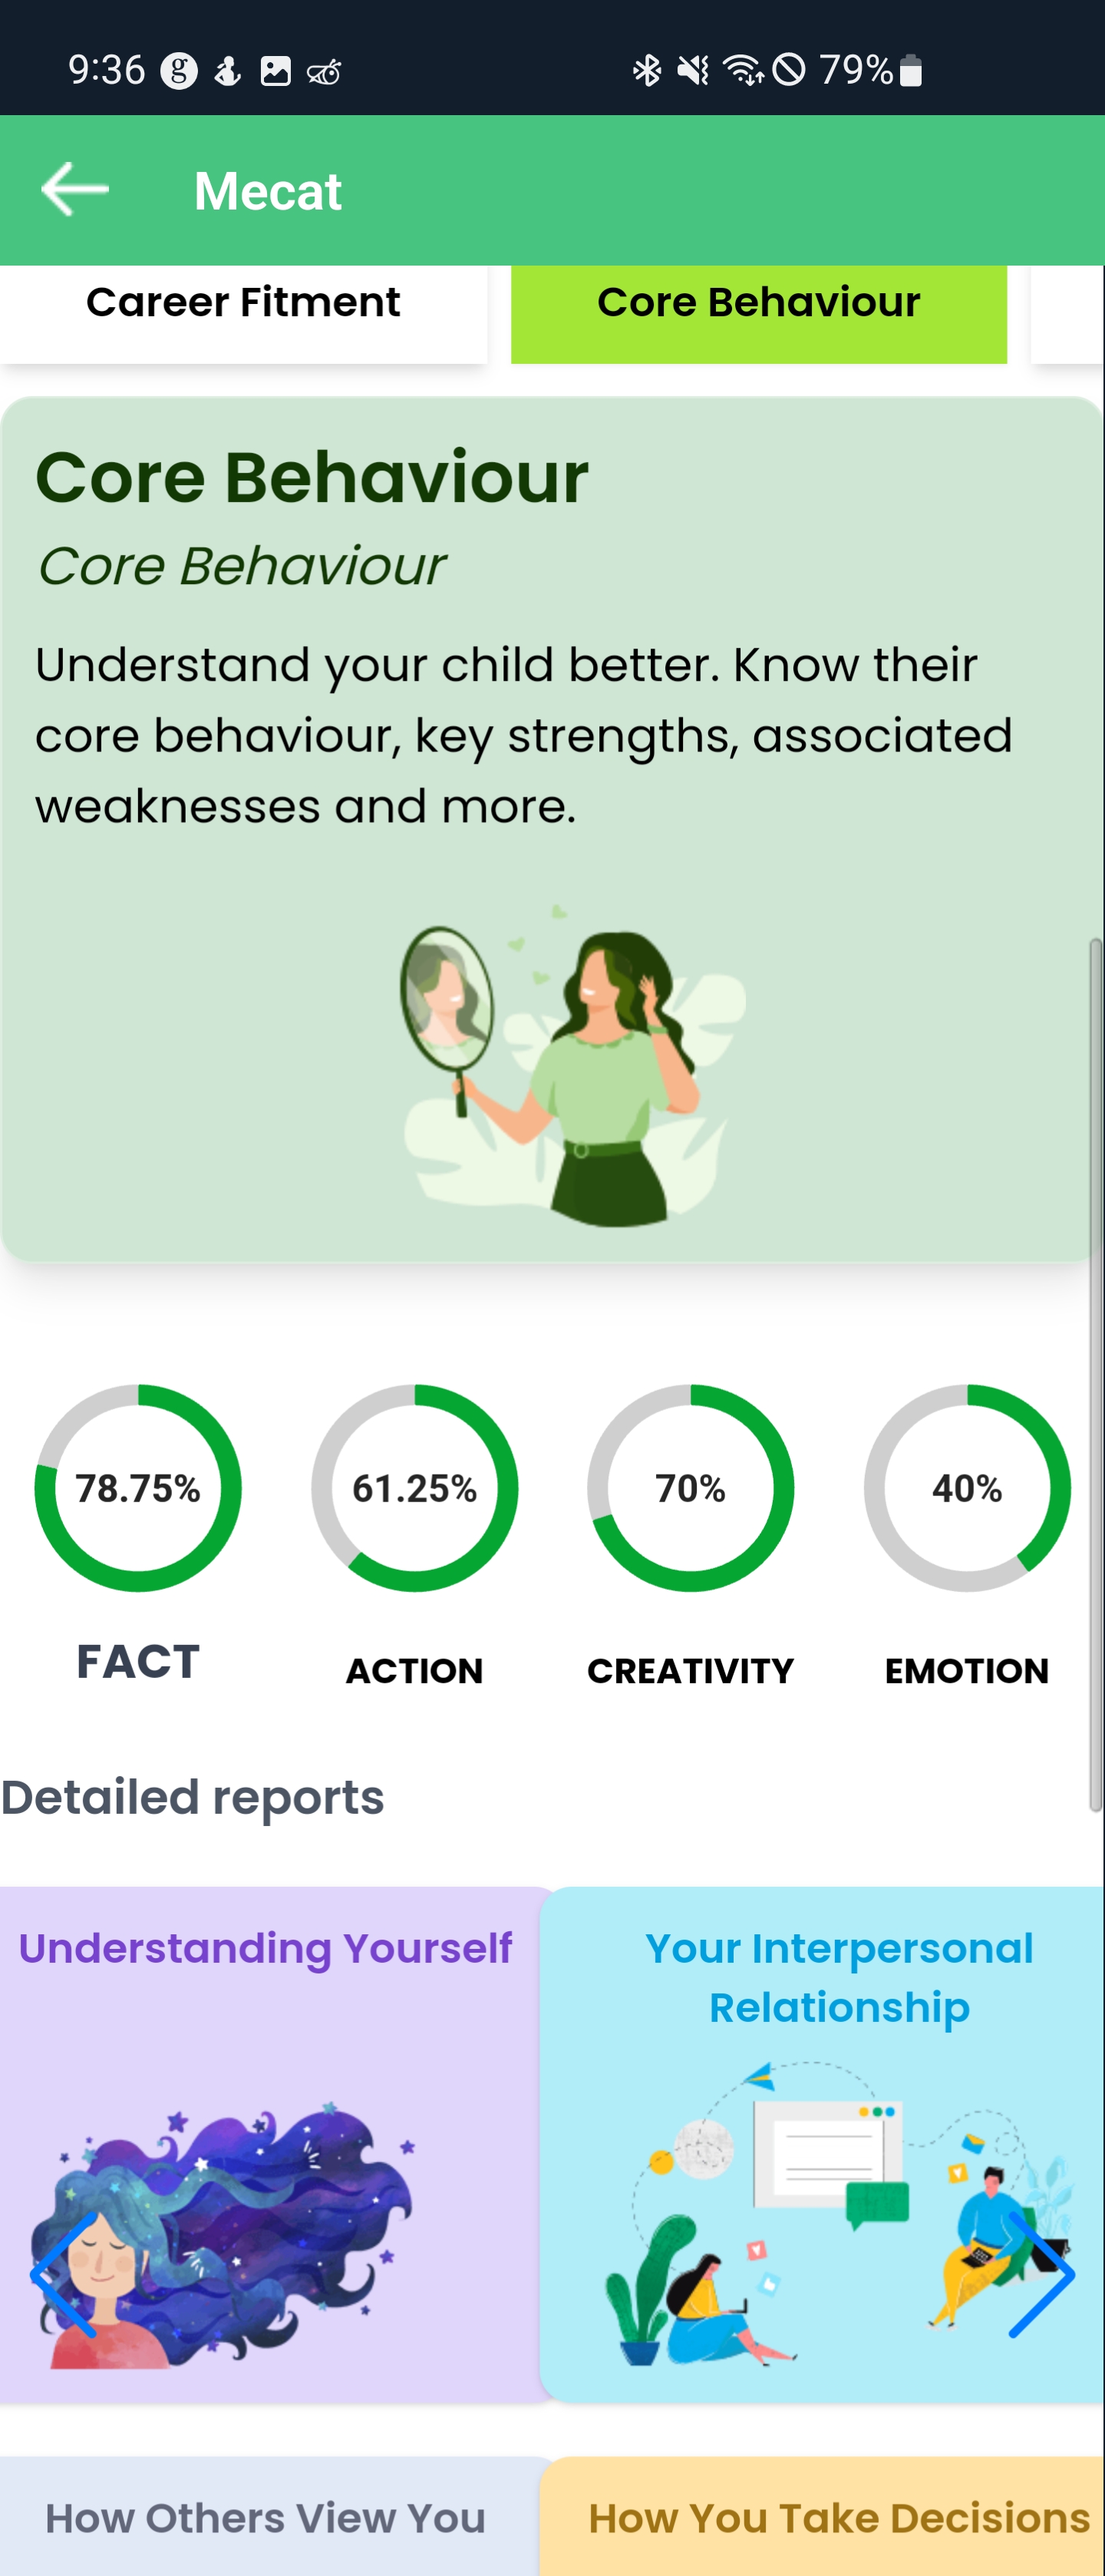 9:36 g 79%
Mecat
Career Fitment
Core Behaviour
Core Behaviour
Core Behaviour
Understand your child better. Know their
core behaviour, key strengths, associated
weaknesses and more.
78.75% 61.25% 70% 40%
FACT ACTION CREATIVITY EMOTION
Detailed reports
Understanding Yourself
Your Interpersonal
Relationship
How Others View You
How You Take Decisions